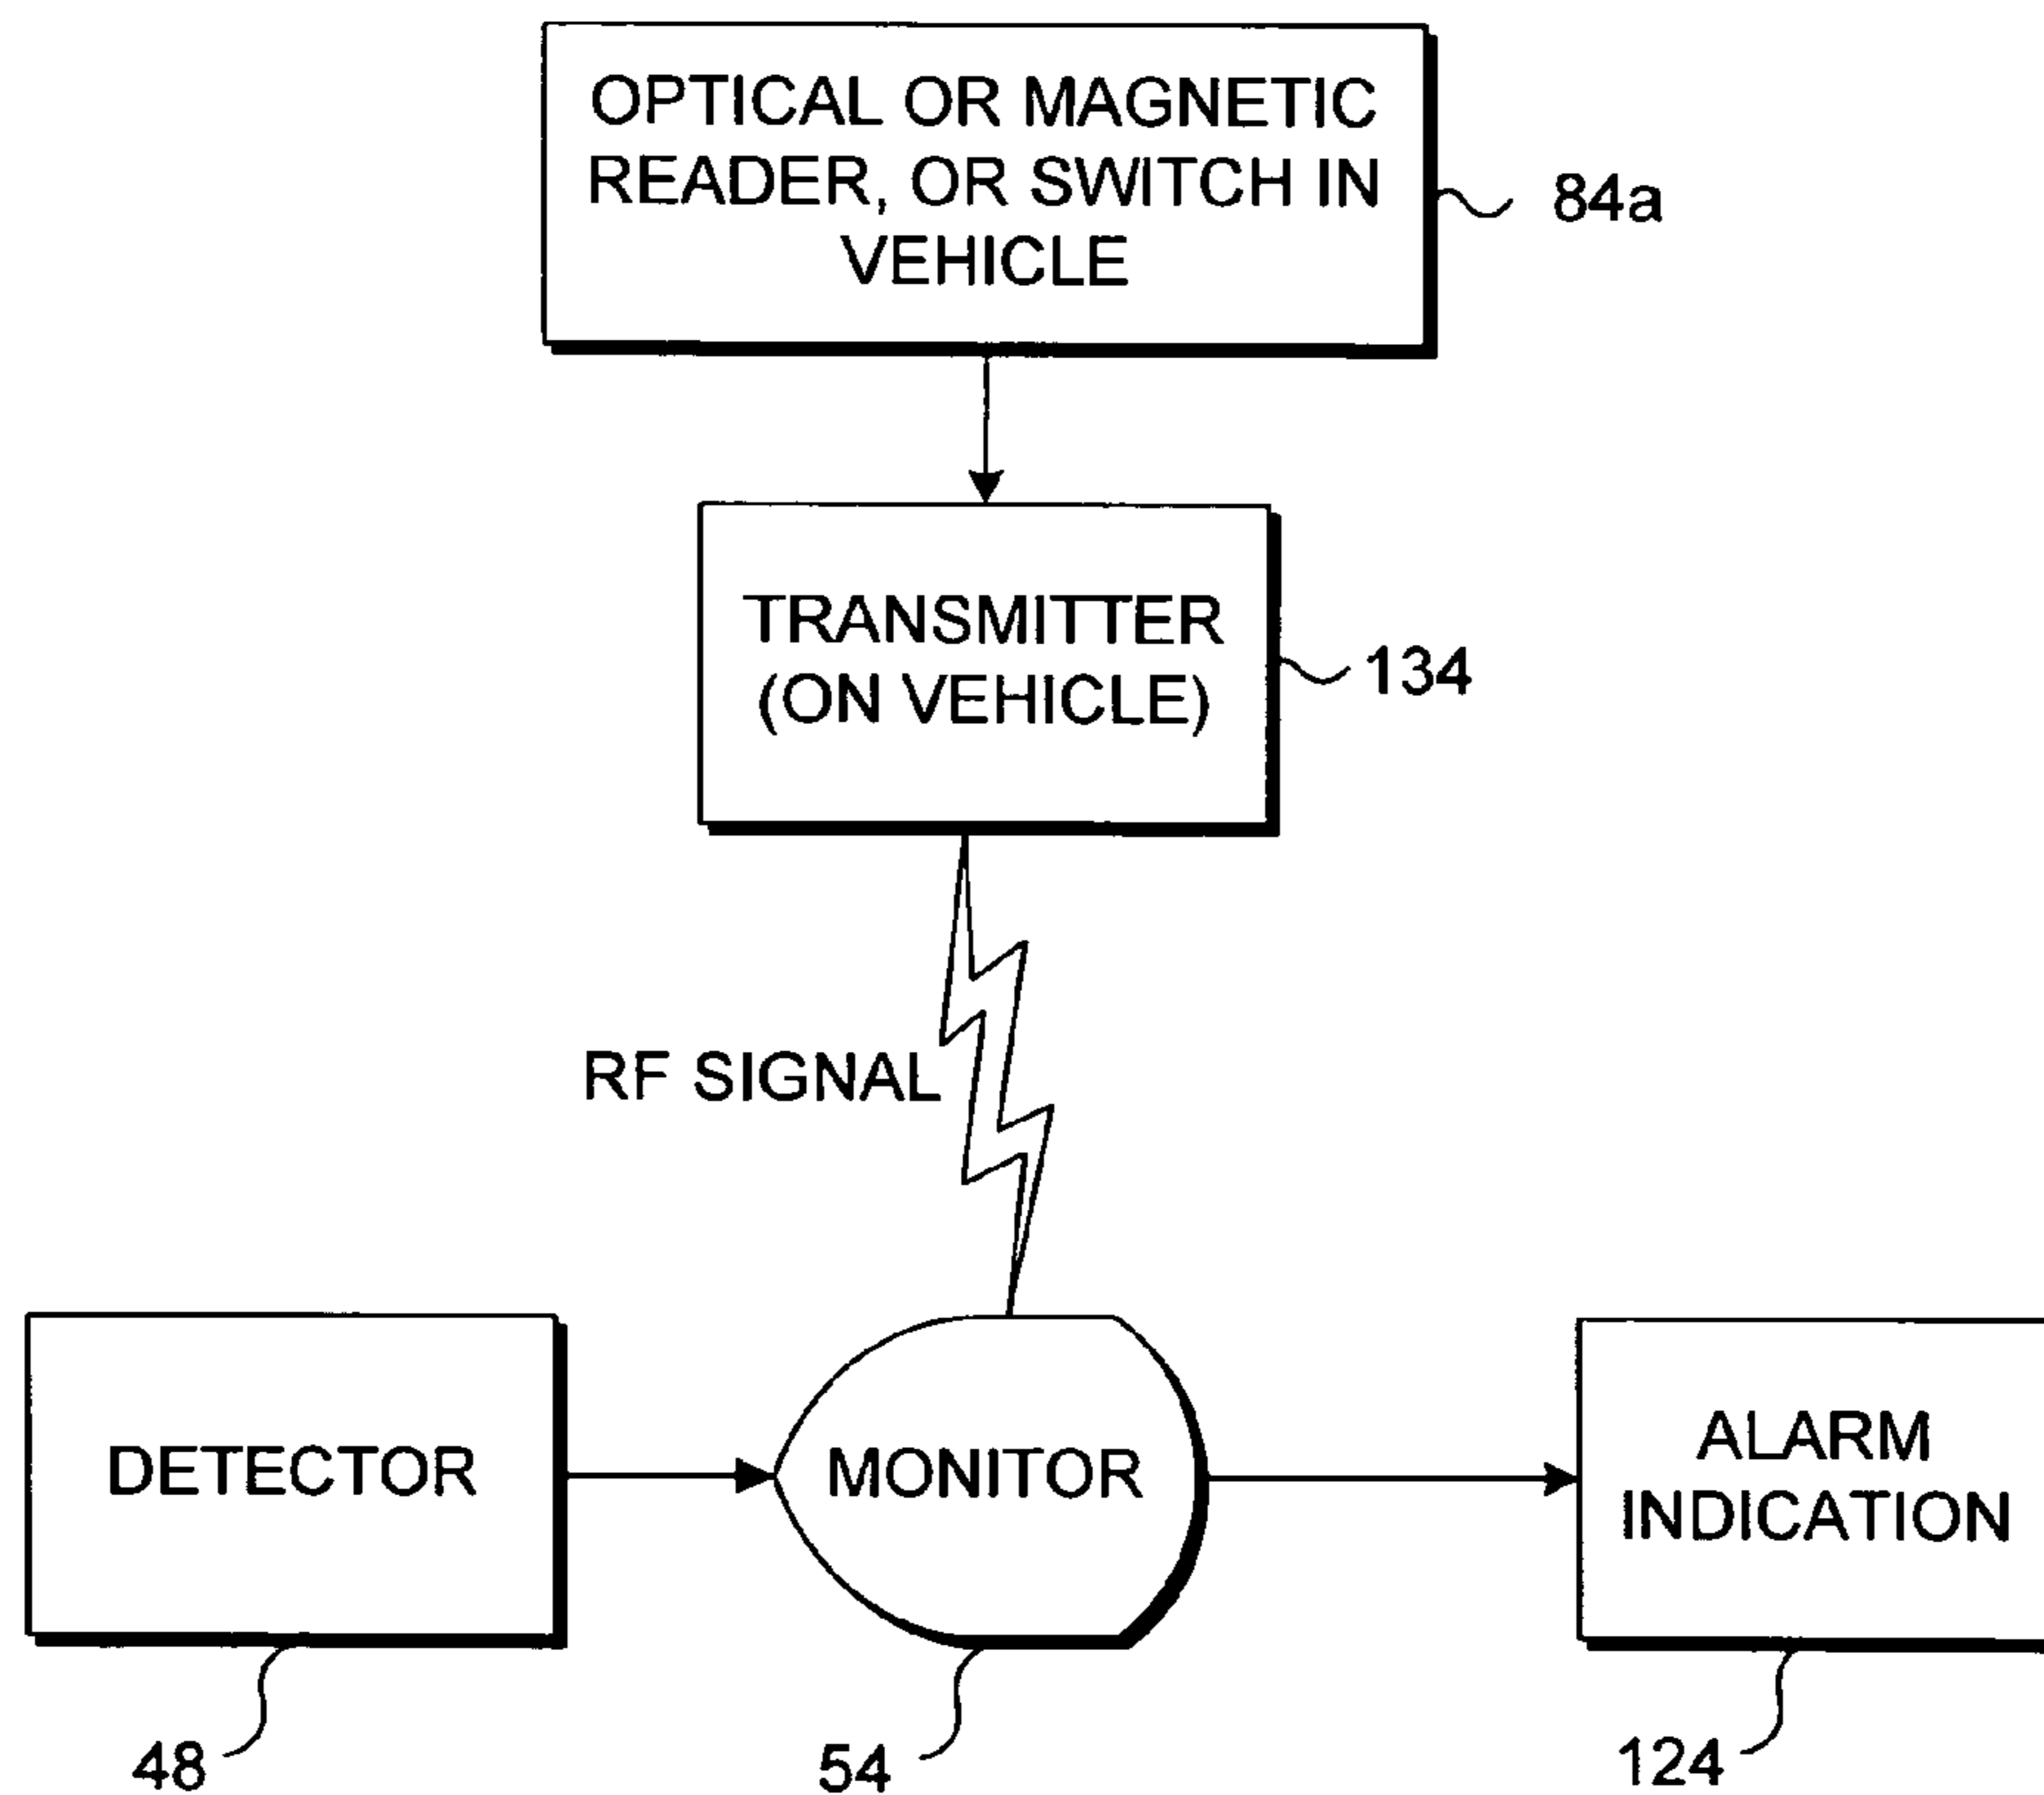 OPTICAL OR MAGNETIC
READER, OR SWITCH IN
VEHICLE
84a
TRANSMITTER
(ON VEHICLE)
134
RF SIGNAL
DETECTOR
MONITOR
ALARM
INDICATION
48
54
124